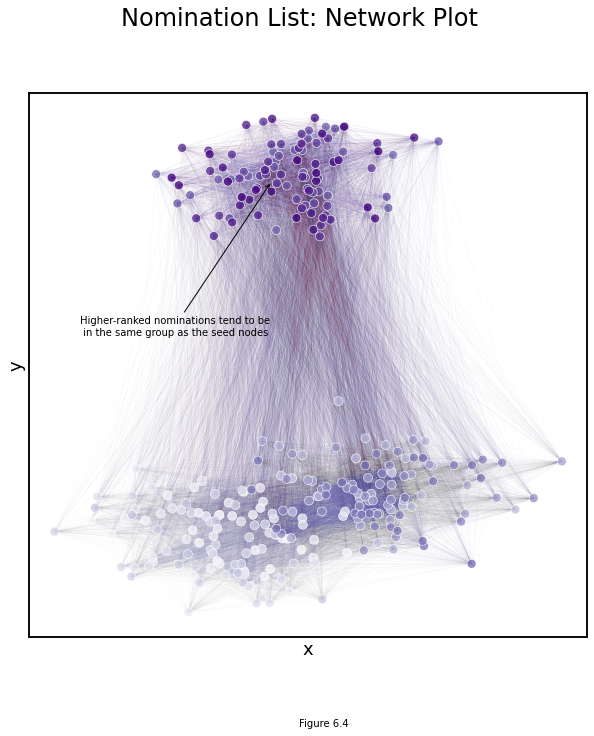 Nomination List: Network Plot
Higher-ranked nominations tend to be
in the same group as the seed nodes
y
x
Figure 6.4